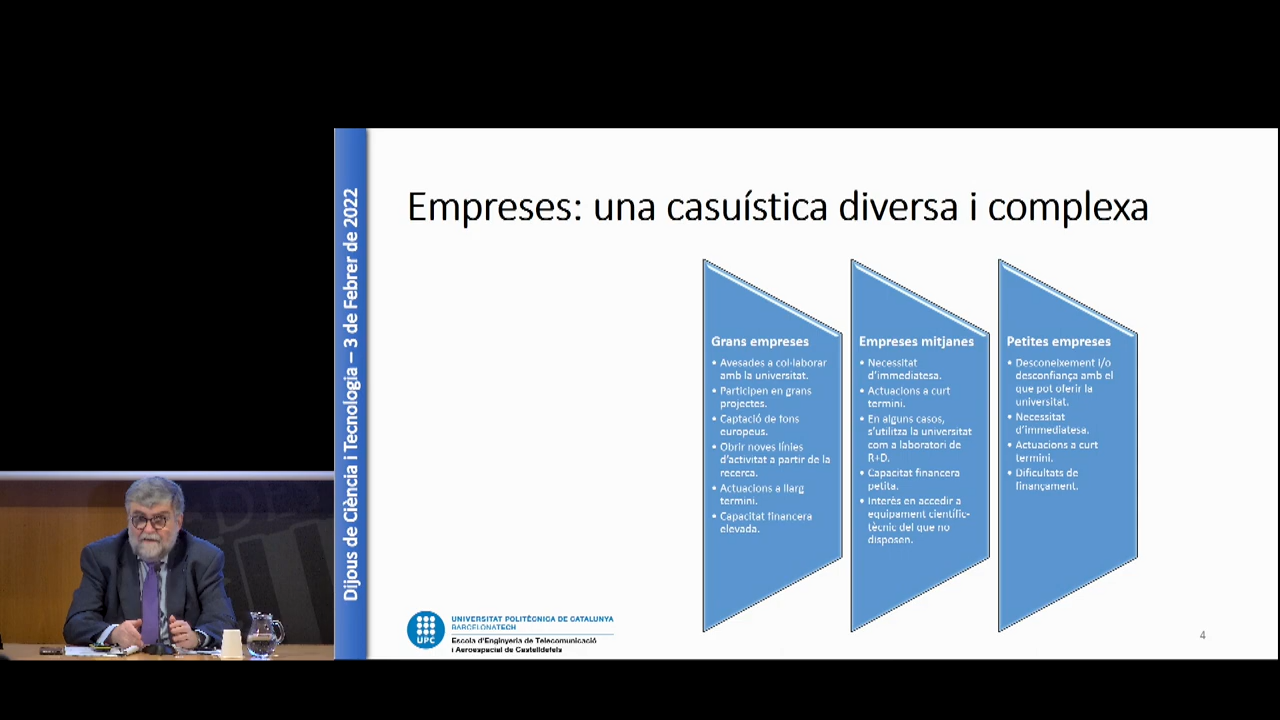 Dijous de Ciència i Tecnologia – 3 de Febrer de 2022
Empreses: una casuística diversa i complexa
Grans empreses
• Avesades a col·laborar
amb la universitat.
• Participen en grans
projectes.
• Captació de fons
europeus.
• Obrir noves línies
d'activitat a partir de la
recerca.
• Actuacions a llarg
termini.
• Capacitat financera
elevada.
Empreses mitjanes
• Necessitat
d'immediatesa.
• Actuacions a curt
termini.
• En alguns casos,
s'utilitza la universitat
com a laboratori de
R+D.
• Capacitat financera
petita.
• Interès en accedir a
equipament científic-
tècnic del que no
disposen.
Petites empreses
• Desconeixement i/o
desconfiança amb el
que pot oferir la
universitat.
• Necessitat
d'immediatesa.
• Actuacions a curt
termini.
• Dificultats de
finançament.
UPC
UNIVERSITAT POLITÈCNICA DE CATALUNYA
BARCELONATECH
Escola d'Enginyeria de Telecomunicació
i Aeroespacial de Castelldefels
4